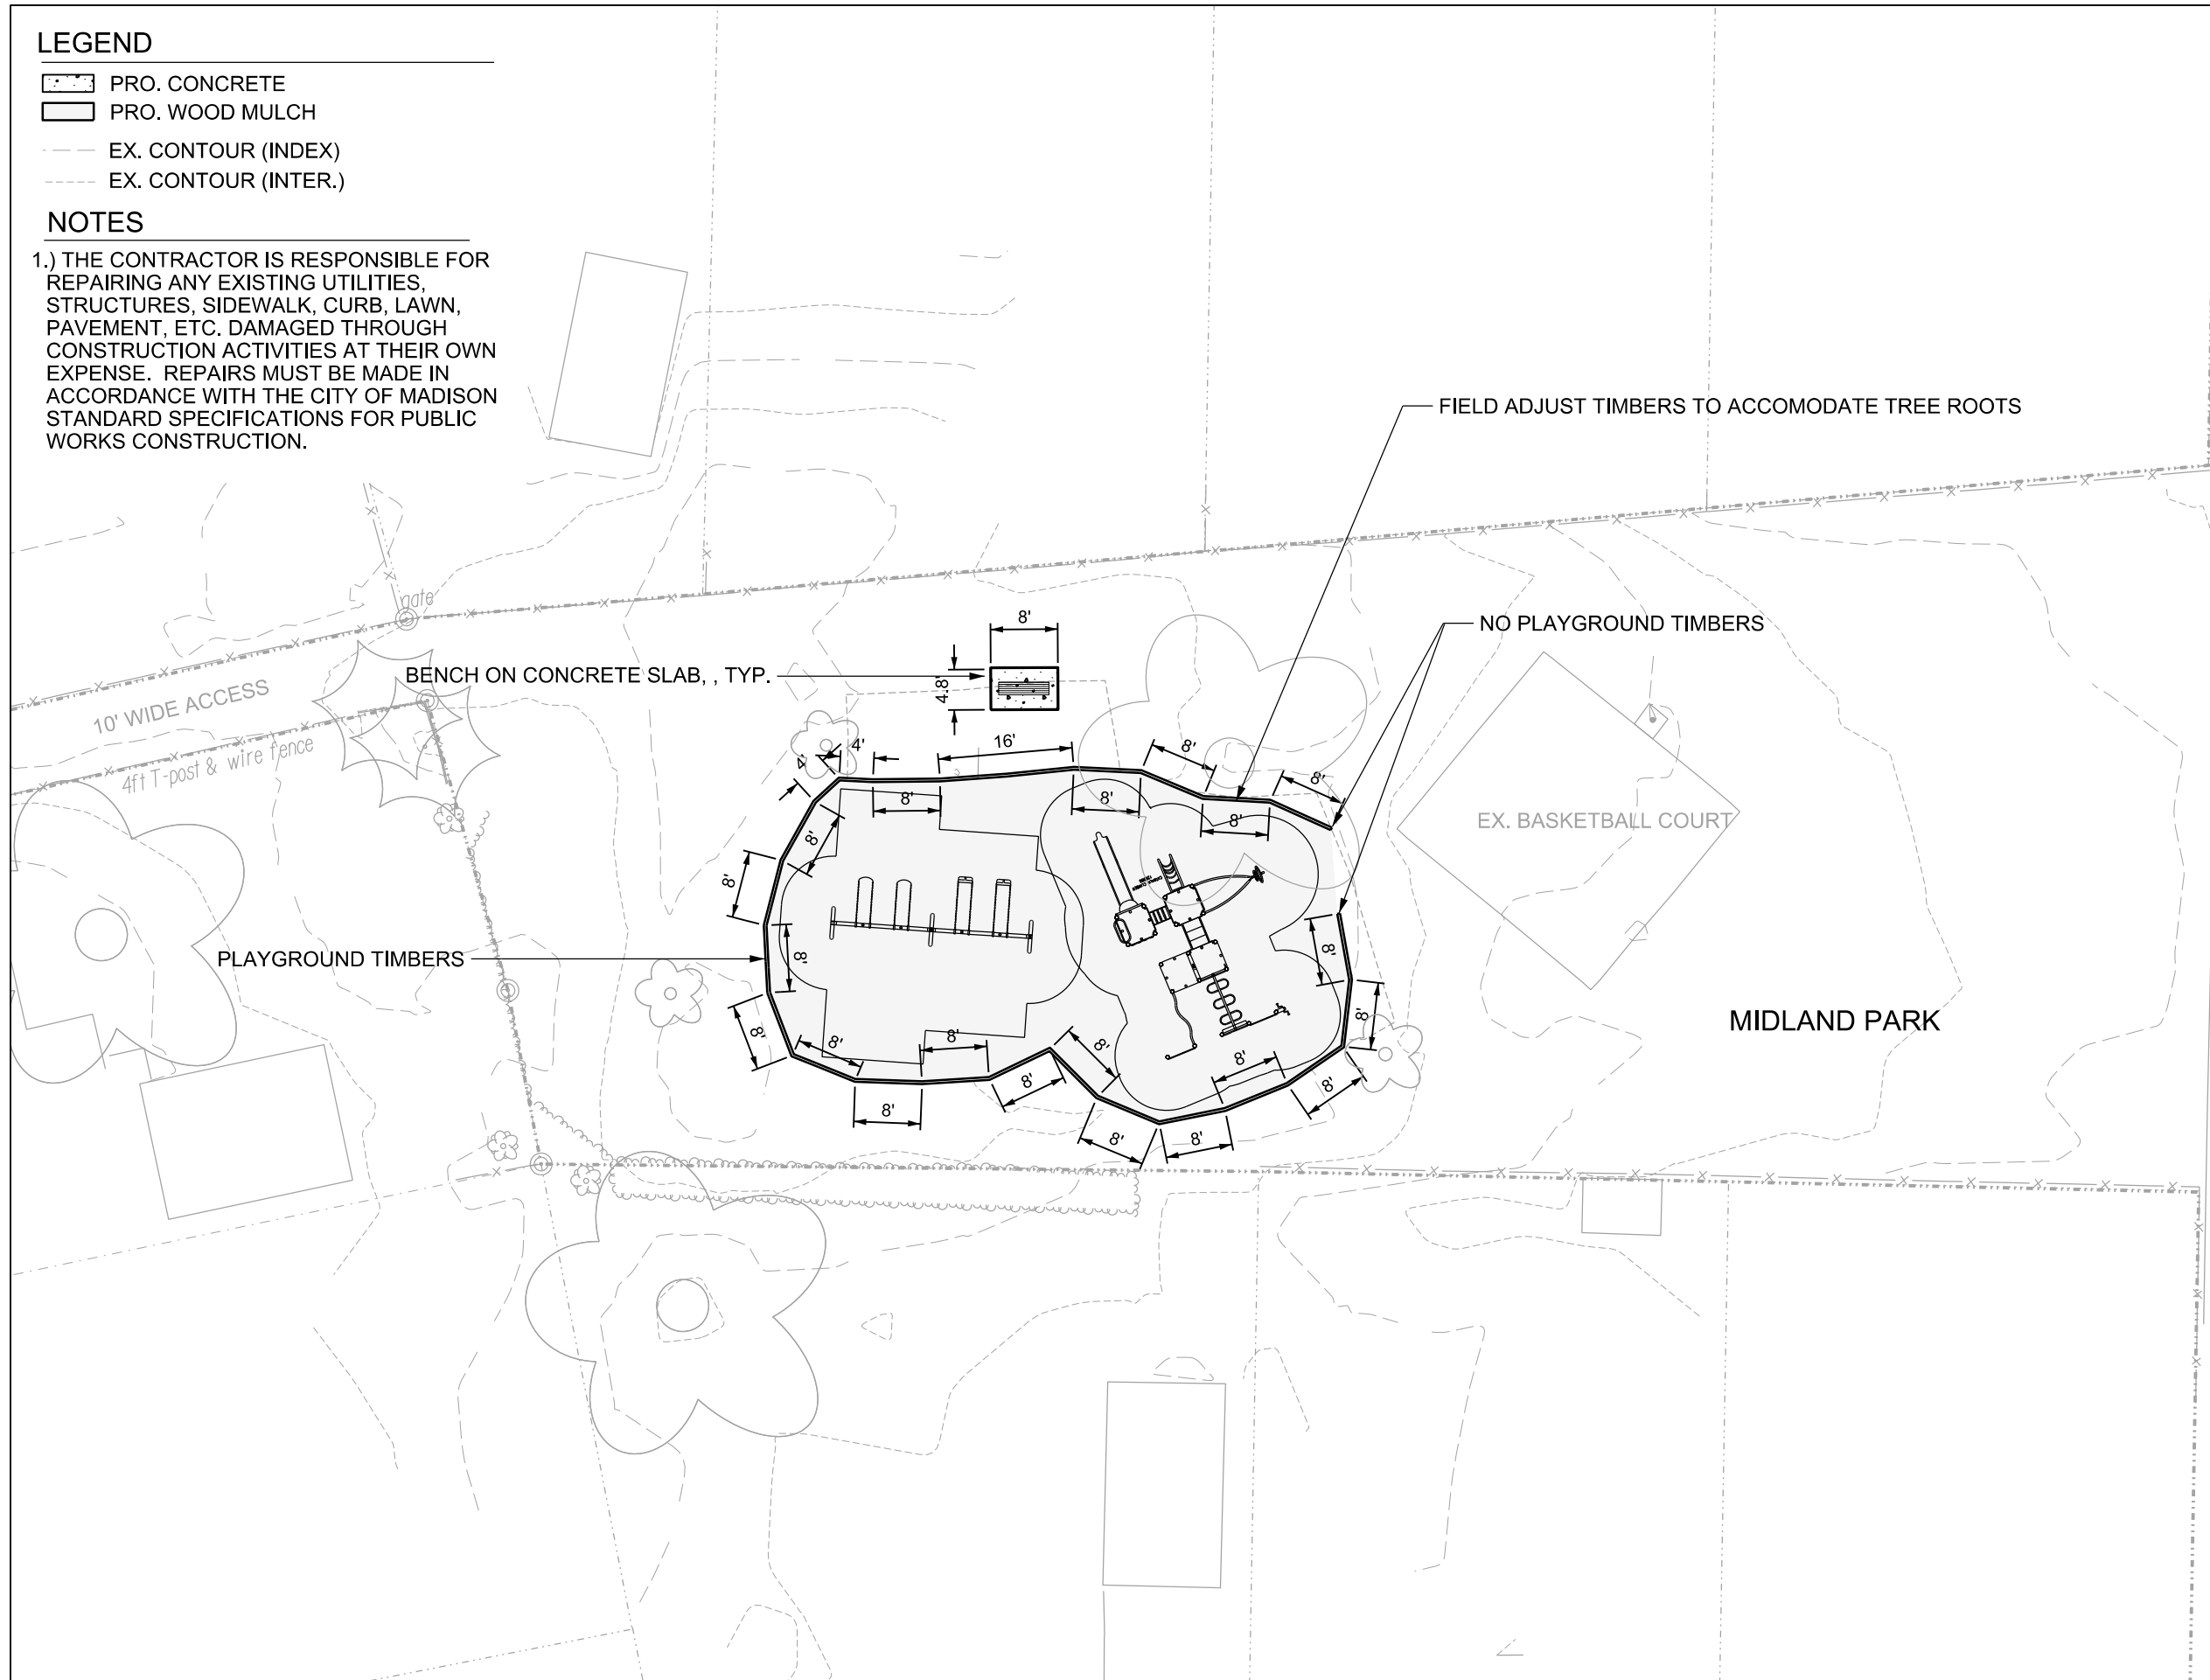 LEGEND
PRO. CONCRETE
PRO. WOOD MULCH
EX. CONTOUR (INDEX)
EX. CONTOUR (INTER.)
NOTES
1.) THE CONTRACTOR IS RESPONSIBLE FOR
REPAIRING ANY EXISTING UTILITIES,
STRUCTURES, SIDEWALK, CURB, LAWN,
PAVEMENT, ETC. DAMAGED THROUGH
CONSTRUCTION ACTIVITIES AT THEIR OWN
EXPENSE. REPAIRS MUST BE MADE IN
ACCORDANCE WITH THE CITY OF MADISON
STANDARD SPECIFICATIONS FOR PUBLIC
WORKS CONSTRUCTION.
FIELD ADJUST TIMBERS TO ACCOMODATE TREE ROOTS
gate
8'
NO PLAYGROUND TIMBERS
BENCH ON CONCRETE SLAB, , TYP.
4.8'
10' WIDE ACCESS
4ft T-post & wire fence
4'
4'
16'
8'
8'
8'
8'
8'
8'
8'
EX. BASKETBALL COURT
PLAYGROUND TIMBERS
8'
8'
8'
MIDLAND PARK
8'
8'
8'
8'
8'
8'
8'
8'
8'
8'